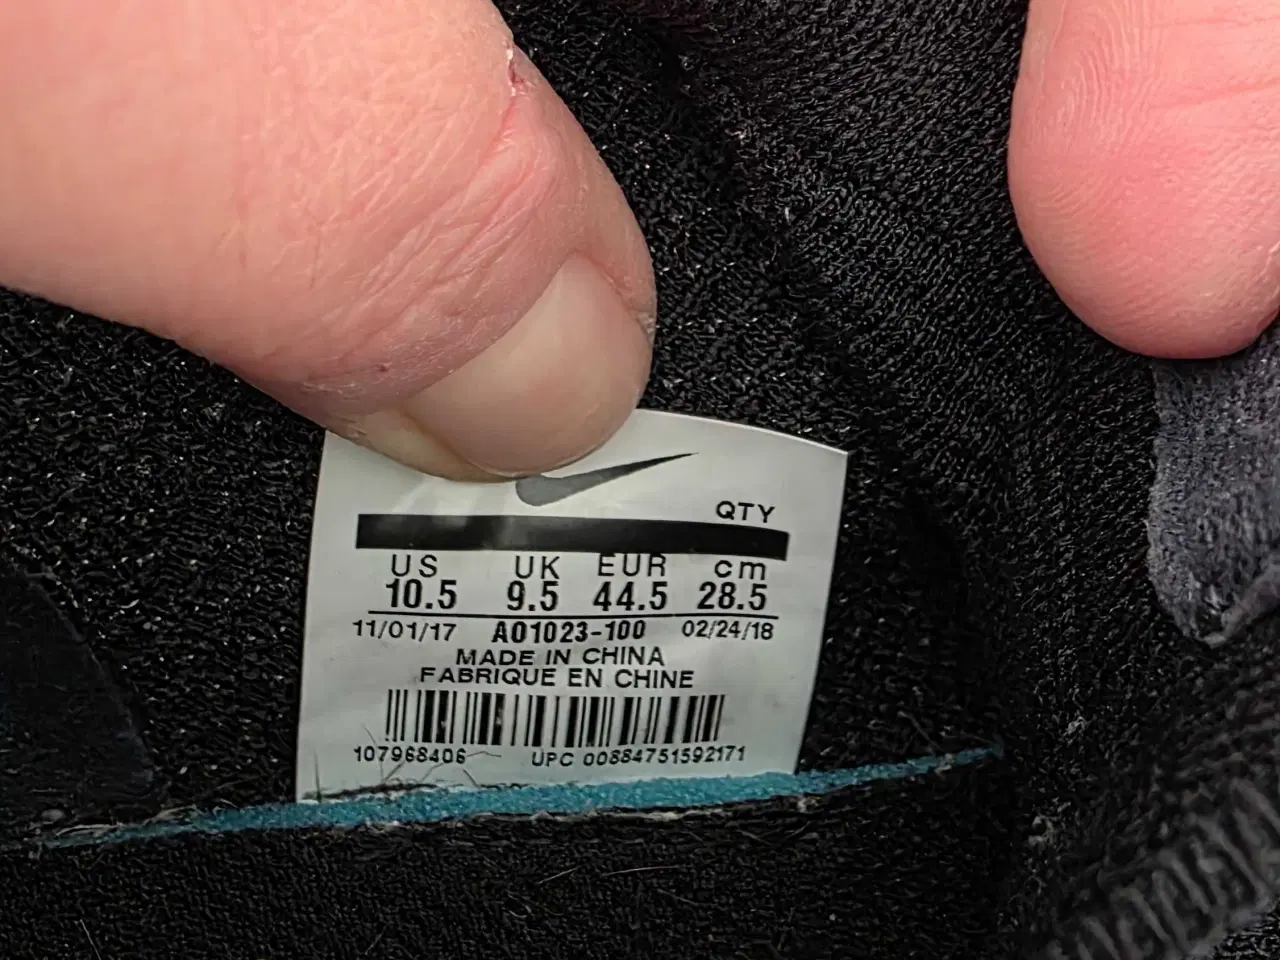 QTY
US UK EUR cm
10.5 9.5 44.5 28.5
11/01/17 AO1023-100 02/24/18
MADE IN CHINA
FABRIQUE EN CHINE
107968406 UPC 00884751592171